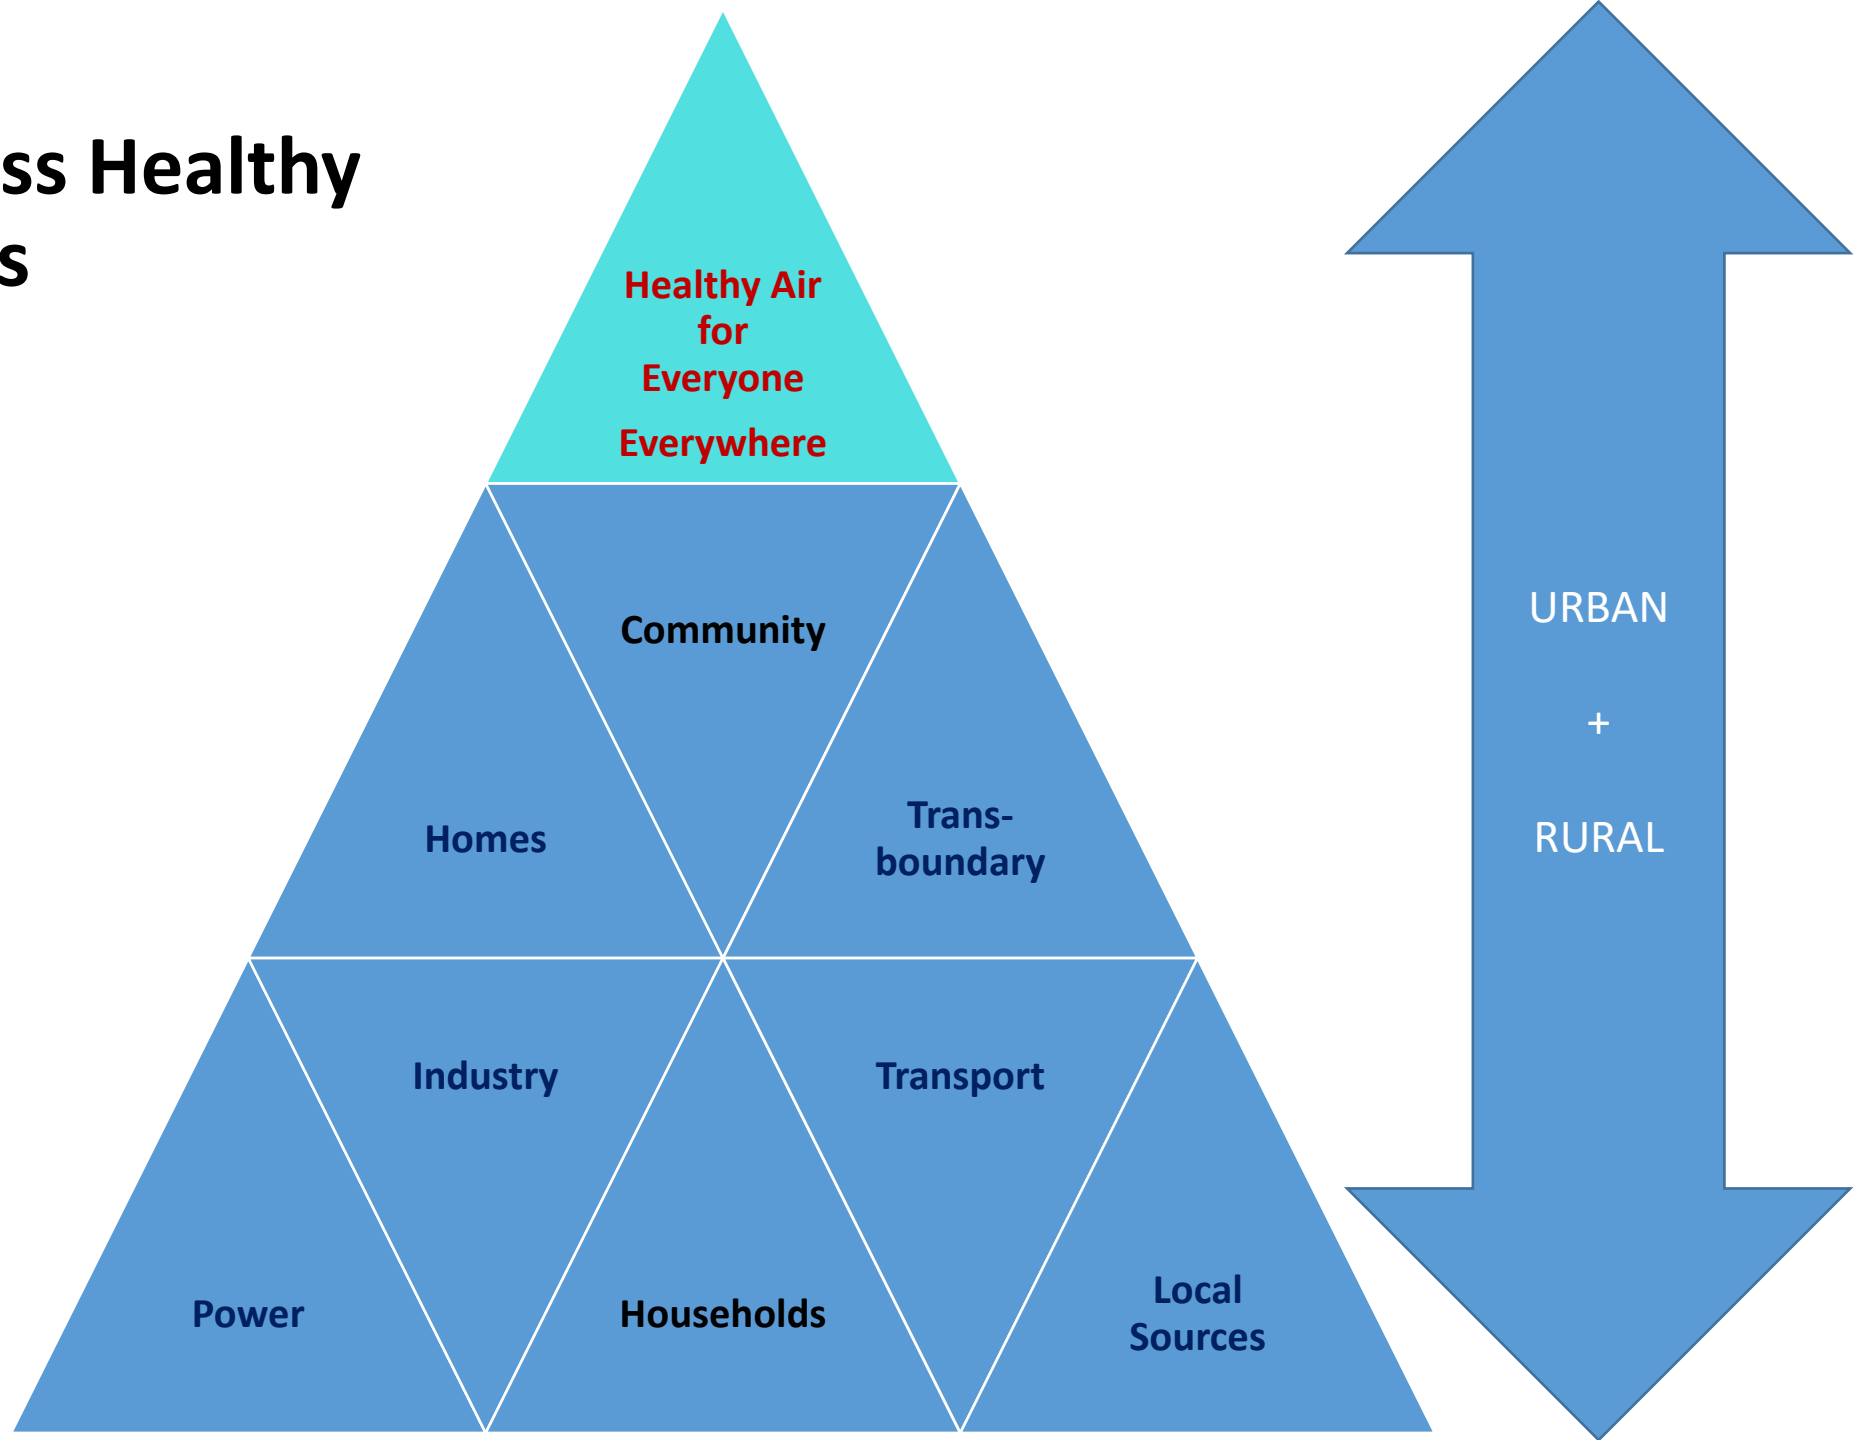 ss Healthy
s
Healthy Air
for
Everyone
Everywhere
Community
Homes
Trans-
boundary
Industry
Transport
Power
Households
Local
Sources
URBAN
+
RURAL